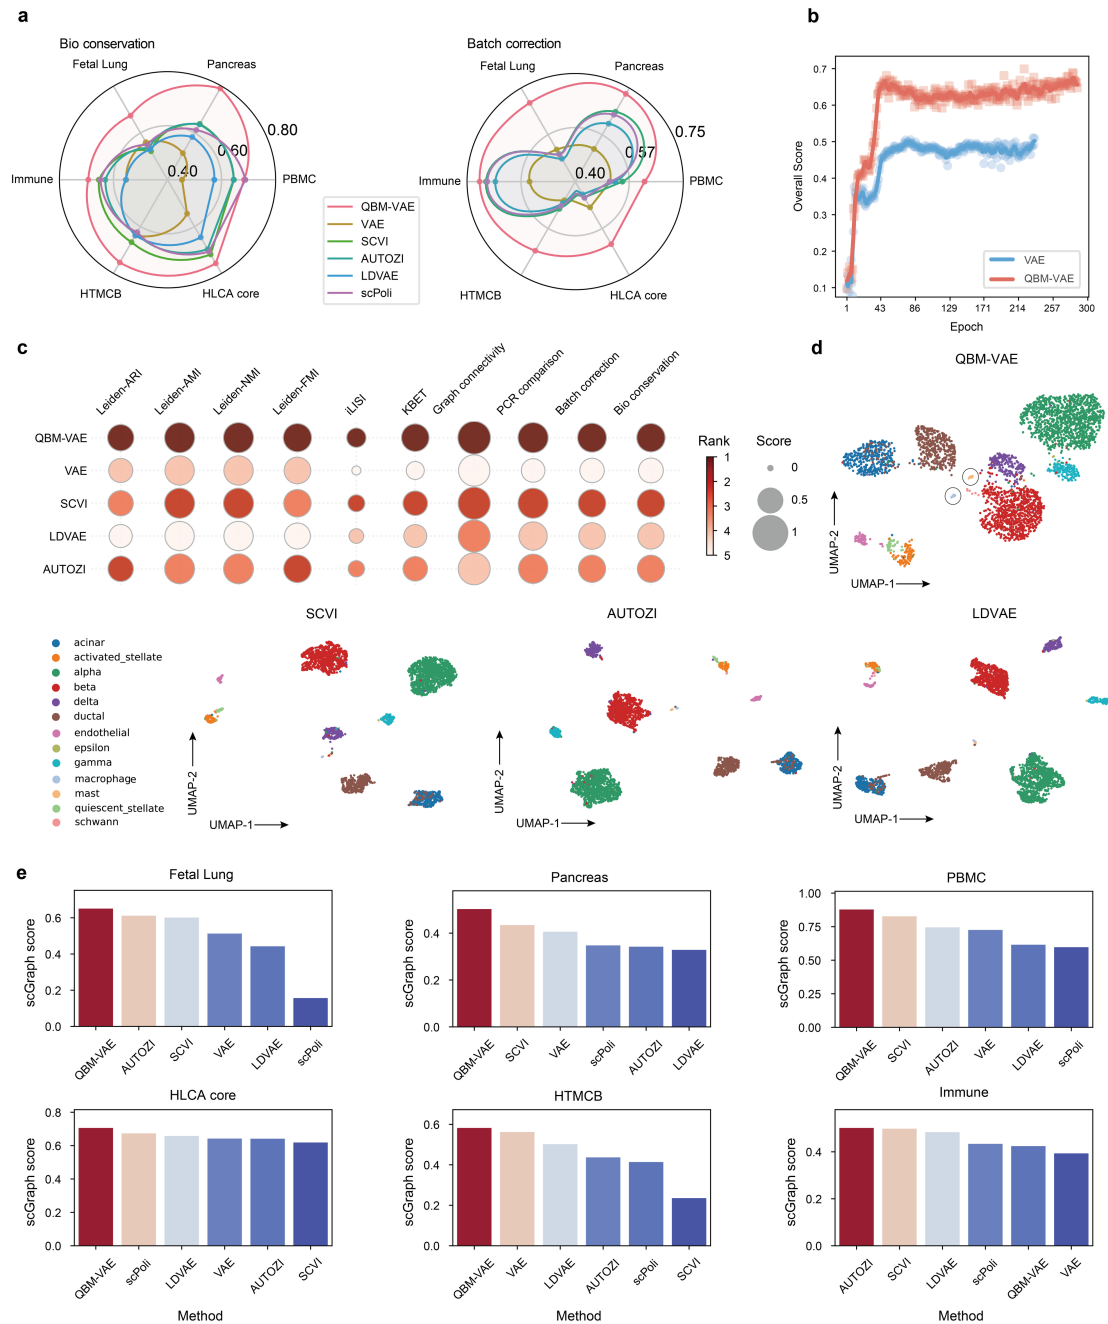 a
Bio conservation
Fetal Lung
Pancreas
Immune
PBMC
HTMCB
HLCA core
0.40
0.60
0.80
QBM-VAE
VAE
SCVI
AUTOZI
LDVAE
scPoli
Batch correction
Fetal Lung
Pancreas
Immune
PBMC
HTMCB
HLCA core
0.40
0.57
0.75
b
Overall Score
0.7
0.6
0.5
0.4
0.3
0.2
0.1
1 43 86 129 171 214 257 300
Epoch
VAE
QBM-VAE
c
Leiden-ARI
Leiden-AMI
Leiden-NMI
Leiden-FMI
iLISI
KBET
Graph connectivity
PCR comparison
Batch correction
Bio conservation
QBM-VAE
VAE
SCVI
LDVAE
AUTOZI
Rank
1
2
3
4
5
Score
0
0.5
1
d
QBM-VAE
UMAP-2
UMAP-1
SCVI
UMAP-2
UMAP-1
AUTOZI
UMAP-2
UMAP-1
LDVAE
UMAP-2
UMAP-1
acinar
activated_stellate
alpha
beta
delta
ductal
endothelial
epsilon
gamma
macrophage
mast
quiescent_stellate
schwann
e
Fetal Lung
scGraph score
0.6
0.4
0.2
0.0
QBM-VAE AUTOZI SCVI VAE LDVAE scPoli
Pancreas
scGraph score
0.4
0.2
0.0
QBM-VAE SCVI VAE scPoli AUTOZI LDVAE
PBMC
scGraph score
1.00
0.75
0.50
0.25
0.00
QBM-VAE SCVI AUTOZI VAE LDVAE scPoli
HLCA core
scGraph score
0.8
0.6
0.4
0.2
0.0
QBM-VAE scPoli LDVAE VAE AUTOZI SCVI
Method
HTMCB
scGraph score
0.6
0.4
0.2
0.0
QBM-VAE VAE LDVAE AUTOZI scPoli SCVI
Method
Immune
scGraph score
0.4
0.2
0.0
AUTOZI SCVI LDVAE scPoli QBM-VAE VAE
Method